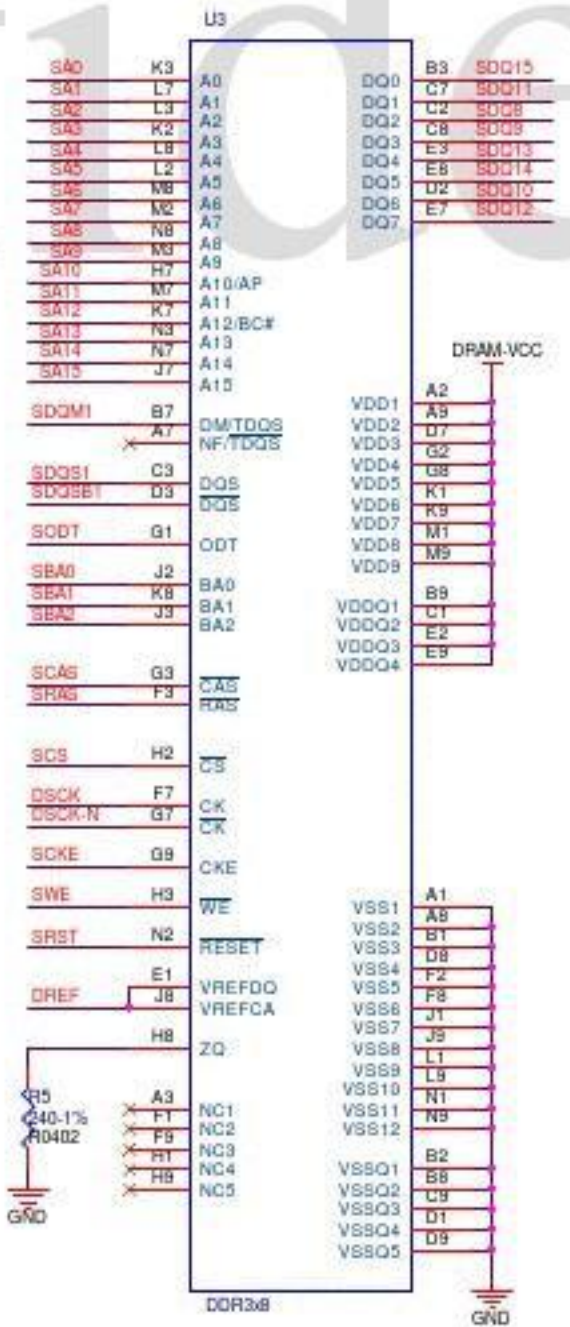 U3
SA0 K3 A0 DQ0 B3 SDQ15
SA1 L7 A1 DQ1 C7 SDQ11
SA2 L3 A2 DQ2 C2 SDQ8
SA3 K2 A3 DQ3 C8 SDQ9
SA4 L8 A4 DQ4 E3 SDQ13
SA5 L2 A5 DQ5 E8 SDQ14
SA6 M8 A6 DQ6 D2 SDQ10
SA7 M2 A7 DQ7 E7 SDQ12
SA8 N8 A8
SA9 M3 A9
SA10 H7 A10/AP
SA11 M7 A11
SA12 K7 A12/BC#
SA13 N3 A13
SA14 N7 A14
SA15 J7 A15
DRAM-VCC
SDQM1 B7 DM/TDQS
A7 NF/TDQS
SDQS1 C3 DQS
SDQSB1 D3 DQS
SODT G1 ODT
SBA0 J2 BA0
SBA1 K8 BA1
SBA2 J3 BA2
SCAS G3 CAS
SRAS F3 RAS
VDD1 A2
VDD2 A9
VDD3 D7
VDD4 G2
VDD5 G8
VDD6 K1
VDD7 K9
VDD8 M1
VDD9 M9
VDDQ1 B9
VDDQ2 C1
VDDQ3 E2
VDDQ4 E9
SCS H2 CS
DSCK F7 CK
DSCK-N G7 CK
SCKE G9 CKE
SWE H3 WE
SRST N2 RESET
E1 VREFDQ
DREF J8 VREFCA
H8 ZQ
R5
240-1%
R0402
GND
A3 NC1
F1 NC2
F9 NC3
H1 NC4
H9 NC5
VSS1 A1
VSS2 A8
VSS3 B1
VSS4 D8
VSS5 F2
VSS6 F8
VSS7 J1
VSS8 J9
VSS9 L1
VSS10 L9
VSS11 N1
VSS12 N9
VSSQ1 B2
VSSQ2 B8
VSSQ3 C9
VSSQ4 D1
VSSQ5 D9
DDR3x8
GND